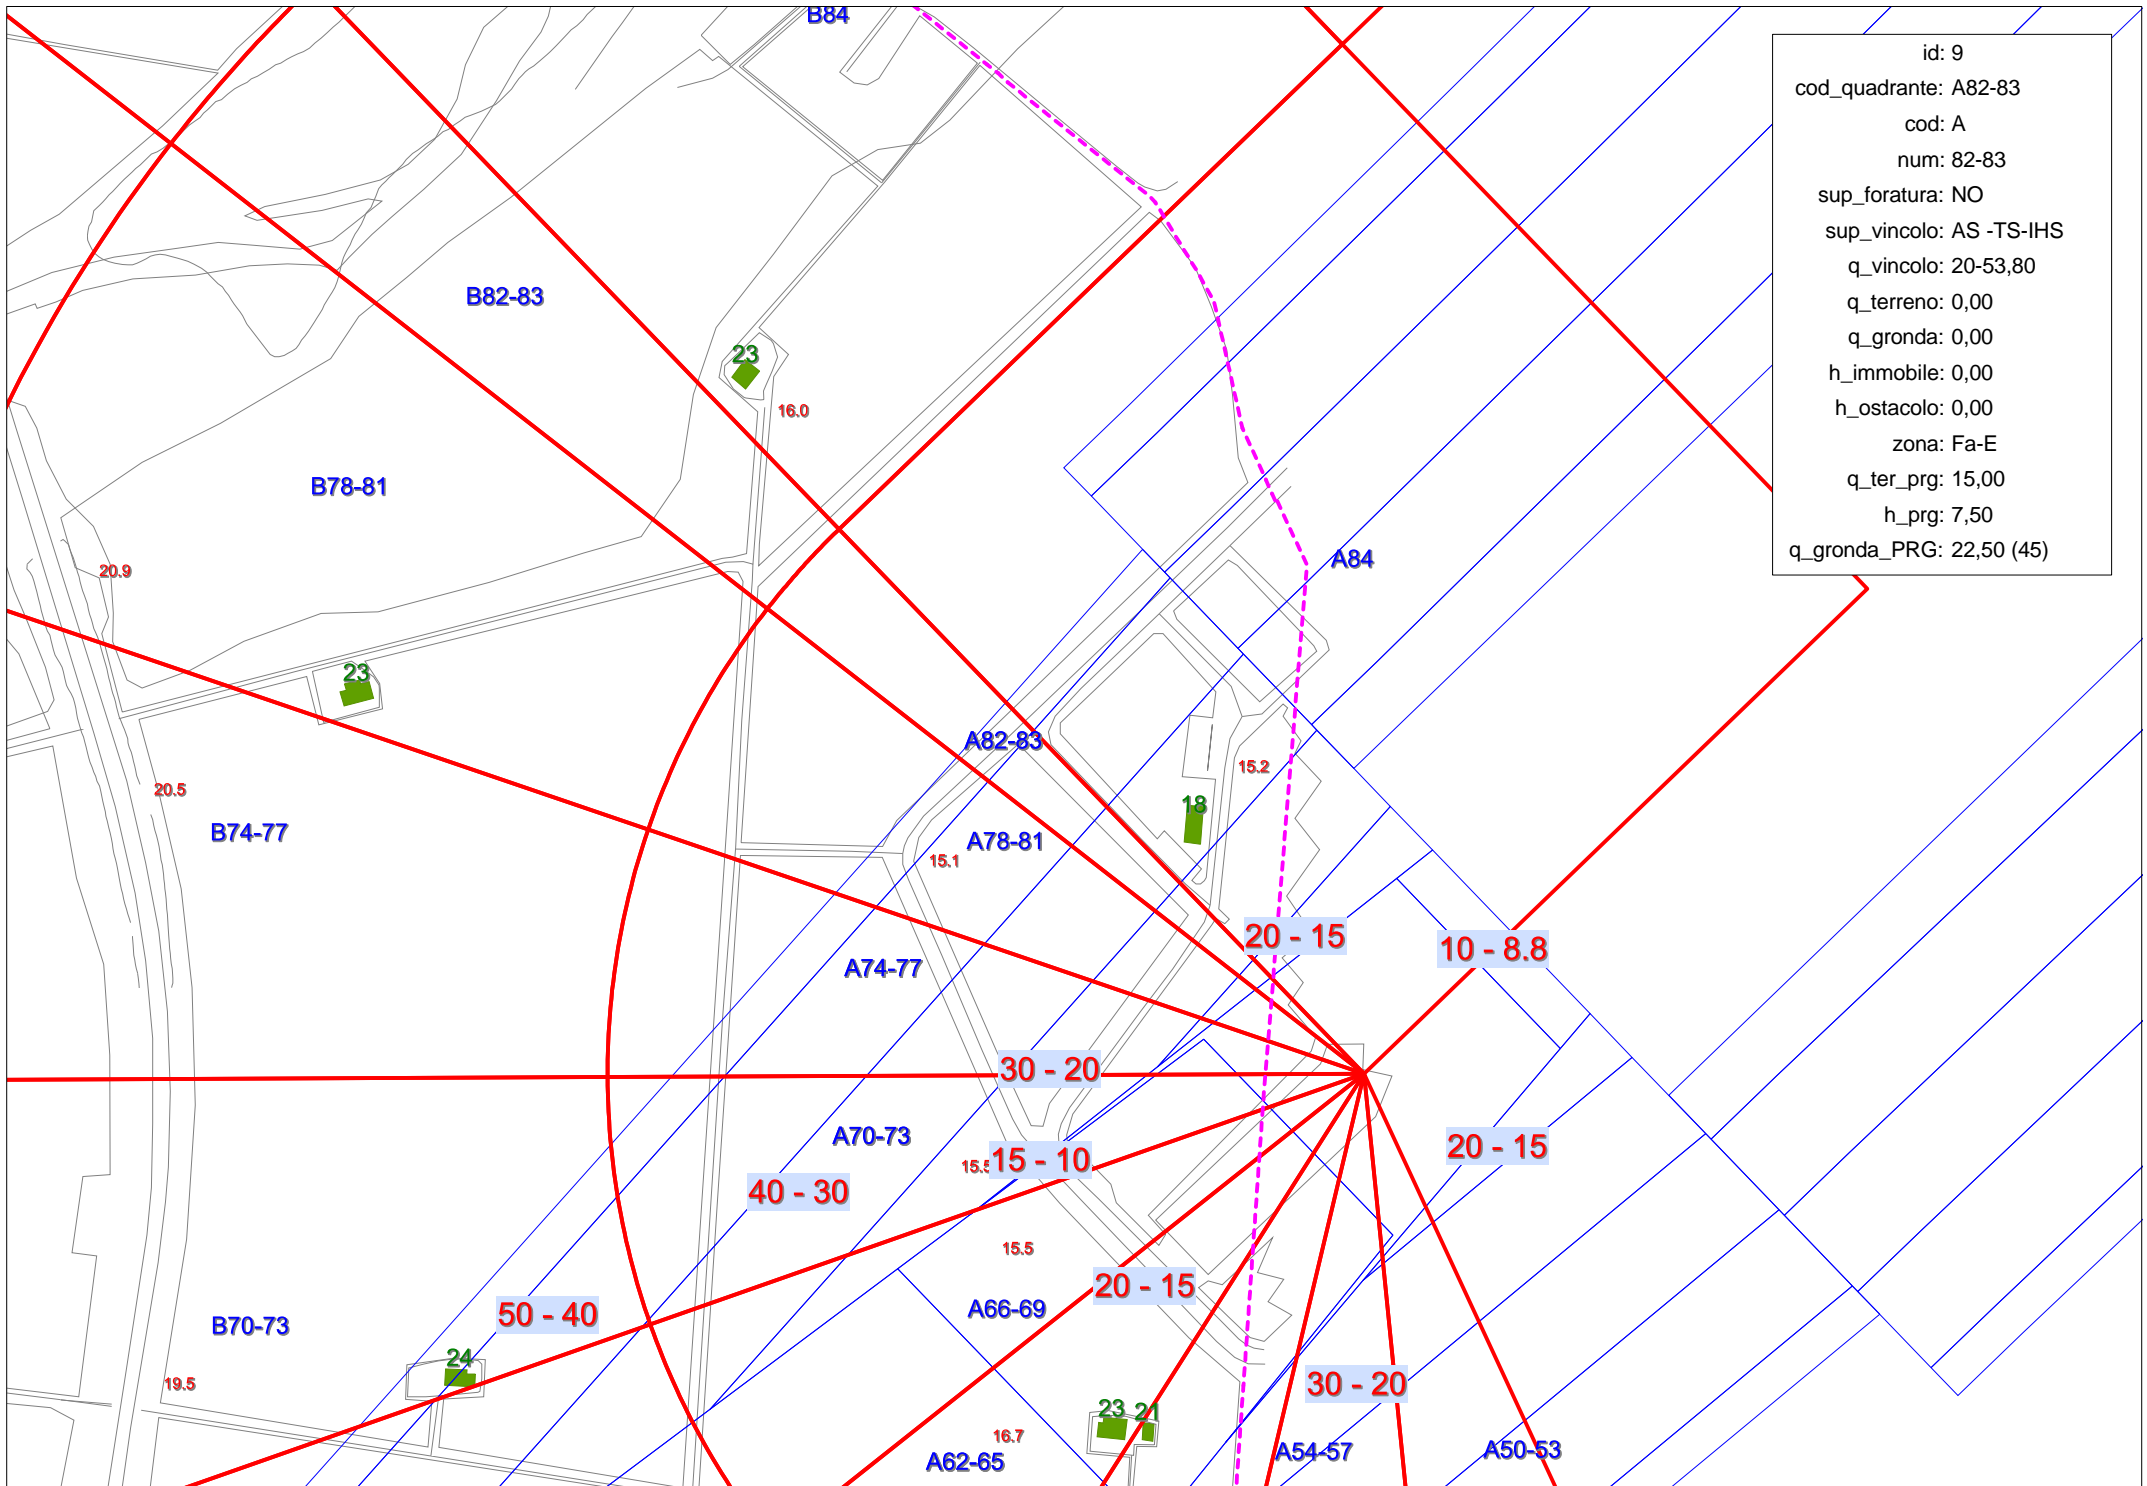 B84
id: 9
cod_quadrante: A82-83
cod: A
num: 82-83
sup_foratura: NO
sup_vincolo: AS -TS-IHS
q_vincolo: 20-53,80
q_terreno: 0,00
q_gronda: 0,00
h_immobile: 0,00
h_ostacolo: 0,00
zona: Fa-E
q_ter_prg: 15,00
h_prg: 7,50
q_gronda_PRG: 22,50 (45)
B82-83
23
16.0
B78-81
20.9
A84
23
A82-83
15.2
20.5
18
B74-77
A78-81
15.1
20 - 15
10 - 8.8
A74-77
30 - 20
A70-73
20 - 15
15.5
15 - 10
40 - 30
15.5
20 - 15
50 - 40
A66-69
B70-73
24
19.5
30 - 20
23
21
16.7
A62-65
A54-57
A50-53